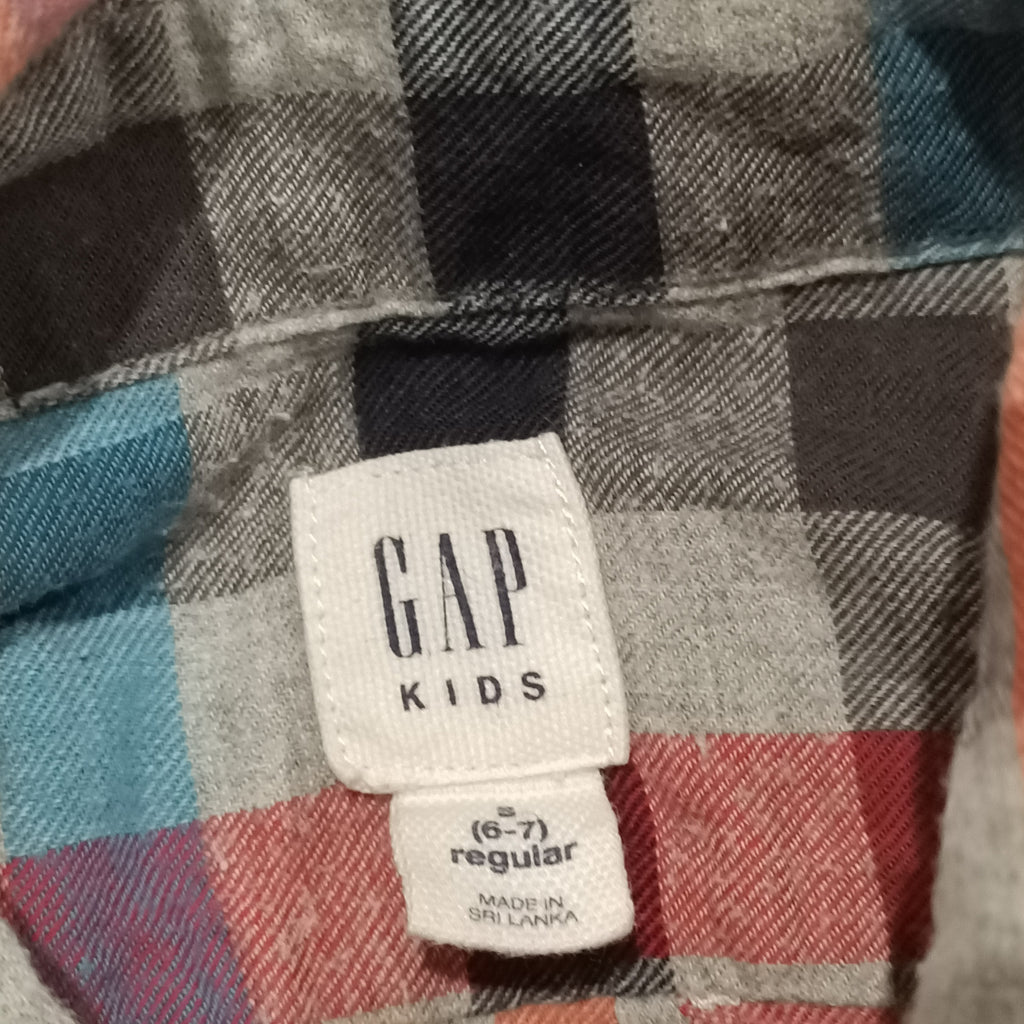 GAP
KIDS
S
(6-7)
regular
MADE IN
SRI LANKA